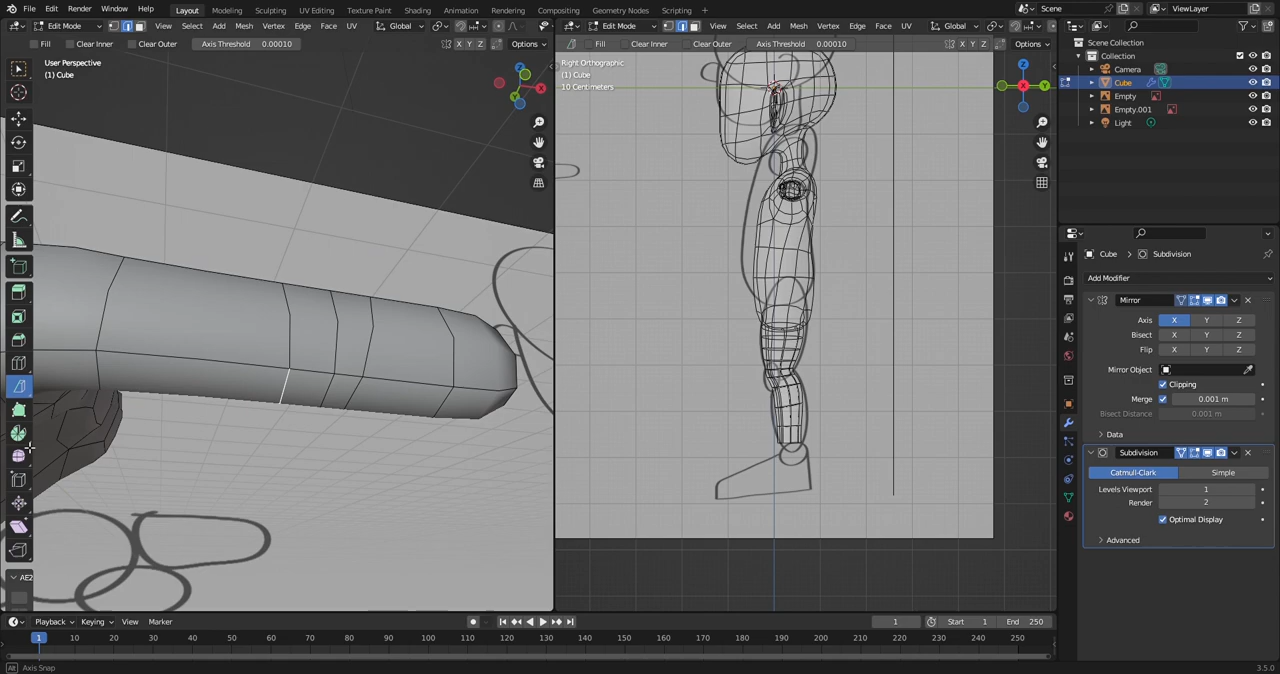 File Edit Render Window Help Layout Modeling Sculpting UV Editing Texture Paint Shading Animation Rendering Compositing Geometry Nodes Scripting + Scene ViewLayer
Edit Mode View Select Add Mesh Vertex Edge Face UV Global
Fill Clear Inner Clear Outer Axis Threshold 0.00010 X Y Z Options
User Perspective
(1) Cube
Z
X
Y
AE2
Edit Mode View Select Add Mesh Vertex Edge Face UV Global
Fill Clear Inner Clear Outer Axis Threshold 0.00010 X Y Z Options
Right Orthographic
(1) Cube
10 Centimeters
Z
X
Y
Scene Collection
Collection
Camera
Cube
Empty
Empty.001
Light
Cube > Subdivision
Add Modifier
Mirror
Axis X Y Z
Bisect X Y Z
Flip X Y Z
Mirror Object
Clipping
Merge 0.001 m
Bisect Distance 0.001 m
Data
Subdivision
Catmull-Clark Simple
Levels Viewport 1
Render 2
Optimal Display
Advanced
Playback Keying View Marker 1 Start 1 End 250
1 10 20 30 40 50 60 70 80 90 100 110 120 130 140 150 160 170 180 190 200 210 220 230 240 250
Alt Axis Snap 3.5.0